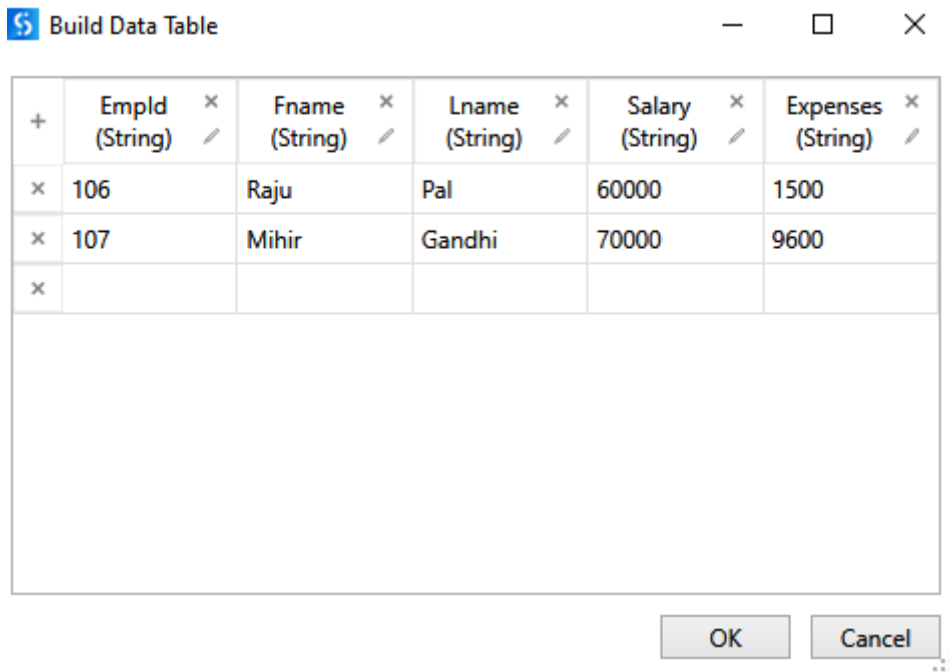 Build Data Table
EmpId Fname Lname Salary Expenses
(String) (String) (String) (String) (String)
106 Raju Pal 60000 1500
107 Mihir Gandhi 70000 9600
OK Cancel